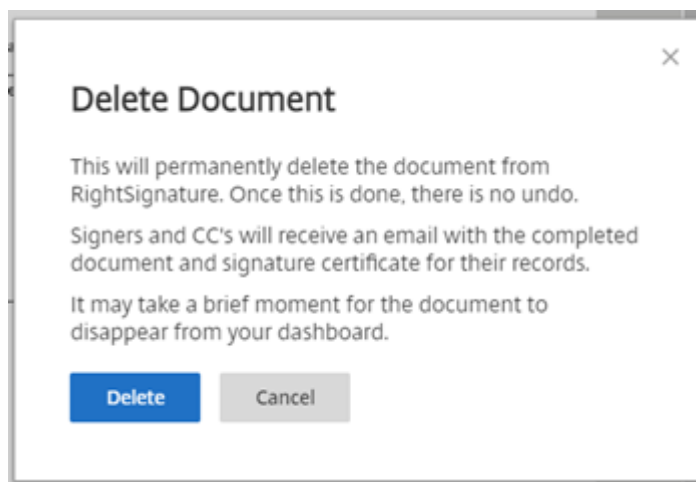 Delete Document
This will permanently delete the document from
RightSignature. Once this is done, there is no undo.
Signers and CC's will receive an email with the completed
document and signature certificate for their records.
It may take a brief moment for the document to
disappear from your dashboard.
Delete
Cancel